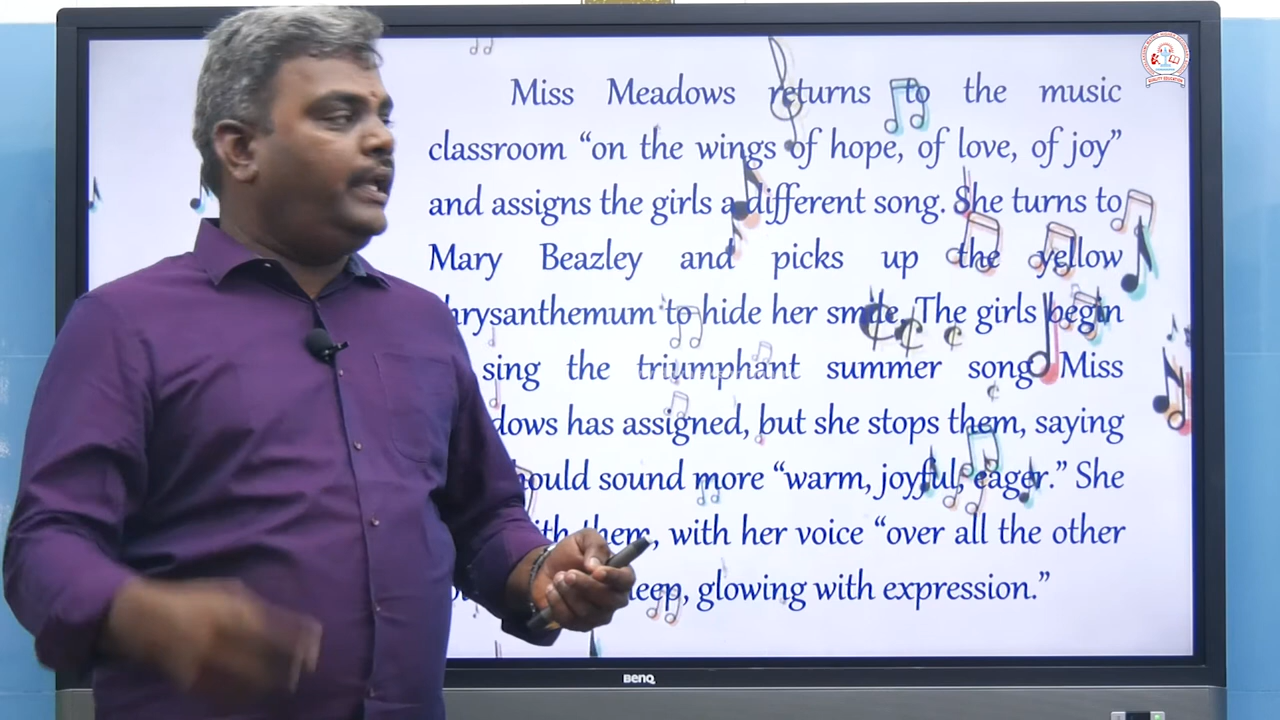 Miss Meadows returns to the music
classroom “on the wings of hope, of love, of joy”
and assigns the girls a different song. She turns to
Mary Beazley and picks up the yellow
hrysanthemum to hide her smile. The girls begin
sing the triumphant summer song Miss
dows has assigned, but she stops them, saying
hould sound more “warm, joyful, eager.” She
ith them, with her voice “over all the other
deep, glowing with expression.”
BenQ